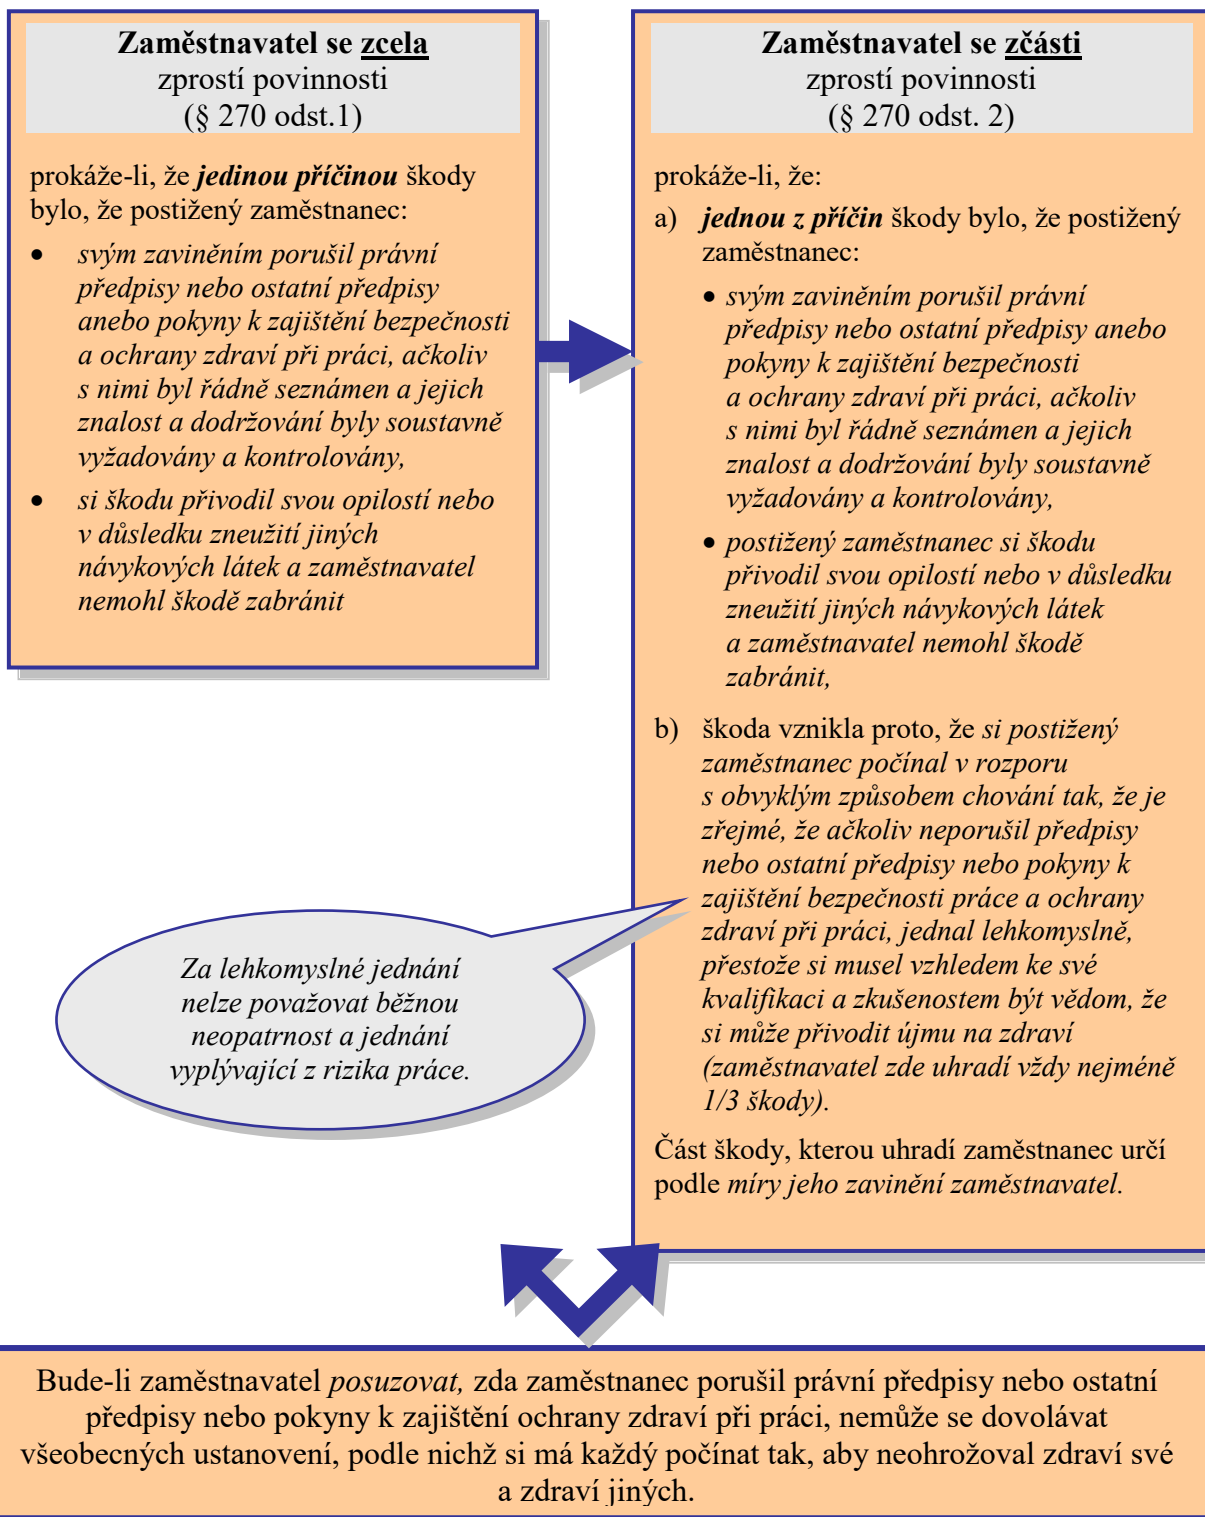 Zaměstnavatel se zcela
zprostí povinnosti
(§ 270 odst.1)
prokáže-li, že jedinou příčinou škody
bylo, že postižený zaměstnanec:
• svým zaviněním porušil právní
předpisy nebo ostatní předpisy
anebo pokyny k zajištění bezpečnosti
a ochrany zdraví při práci, ačkoliv
s nimi byl řádně seznámen a jejich
znalost a dodržování byly soustavně
vyžadovány a kontrolovány,
• si škodu přivodil svou opilostí nebo
v důsledku zneužití jiných
návykových látek a zaměstnavatel
nemohl škodě zabránit
Zaměstnavatel se zčásti
zprostí povinnosti
(§ 270 odst. 2)
prokáže-li, že:
a) jednou z příčin škody bylo, že postižený
zaměstnanec:
• svým zaviněním porušil právní
předpisy nebo ostatní předpisy anebo
pokyny k zajištění bezpečnosti
a ochrany zdraví při práci, ačkoliv
s nimi byl řádně seznámen a jejich
znalost a dodržování byly soustavně
vyžadovány a kontrolovány,
• postižený zaměstnanec si škodu
přivodil svou opilostí nebo v důsledku
zneužití jiných návykových látek
a zaměstnavatel nemohl škodě
zabránit,
b) škoda vznikla proto, že si postižený
zaměstnanec počínal v rozporu
s obvyklým způsobem chování tak, že je
zřejmé, že ačkoliv neporušil předpisy
nebo ostatní předpisy nebo pokyny k
zajištění bezpečnosti práce a ochrany
zdraví při práci, jednal lehkomyslně,
přestože si musel vzhledem ke své
kvalifikaci a zkušenostem být vědom, že
si může přivodit újmu na zdraví
(zaměstnavatel zde uhradí vždy nejméně
1/3 škody).
Část škody, kterou uhradí zaměstnanec určí
podle míry jeho zavinění zaměstnavatel.
Za lehkomyslné jednání
nelze považovat běžnou
neopatrnost a jednání
vyplývající z rizika práce.
Bude-li zaměstnavatel posuzovat, zda zaměstnanec porušil právní předpisy nebo ostatní
předpisy nebo pokyny k zajištění ochrany zdraví při práci, nemůže se dovolávat
všeobecných ustanovení, podle nichž si má každý počínat tak, aby neohrožoval zdraví své
a zdraví jiných.